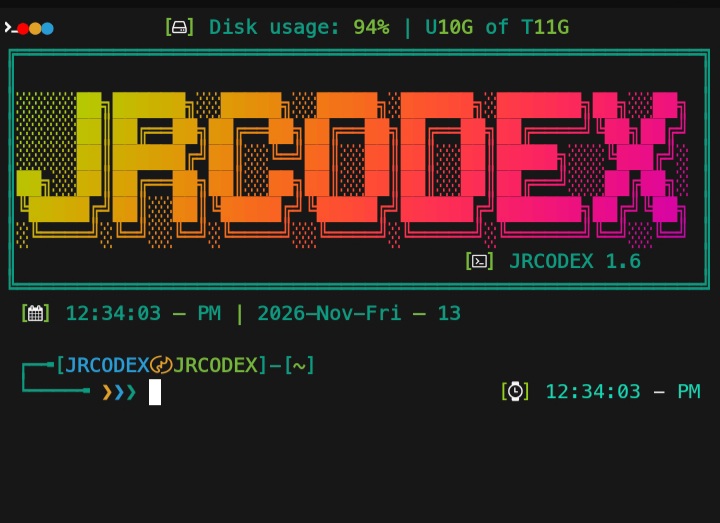 Disk usage: 94% | U10G of T11G
JRCODEX
JRCODEX 1.6
12:34:03 – PM | 2026–Nov–Fri – 13
[JRCODEX JRCODEX]–[~]
❯❯❯
12:34:03 – PM